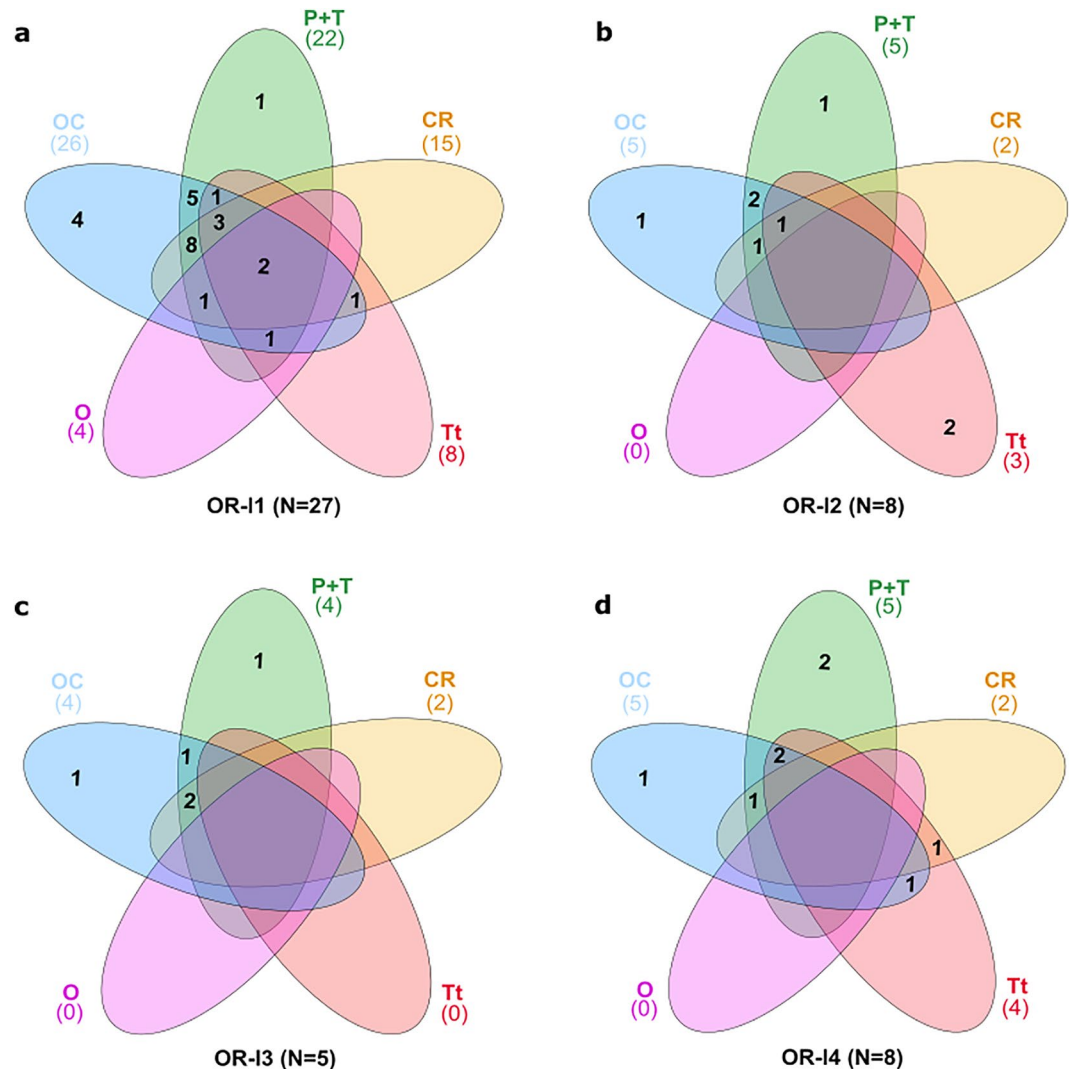 a
P+T
(22)
OC
(26)
CR
(15)
1
4
5 1
3
8
2
1
1
1
O
(4)
Tt
(8)
OR-I1 (N=27)
b
P+T
(5)
OC
(5)
CR
(2)
1
1
2
1
1
2
O
(0)
Tt
(3)
OR-I2 (N=8)
c
P+T
(4)
OC
(4)
CR
(2)
1
1
1
2
O
(0)
Tt
(0)
OR-I3 (N=5)
d
P+T
(5)
OC
(5)
CR
(2)
2
1
2
1
1
1
O
(0)
Tt
(4)
OR-I4 (N=8)